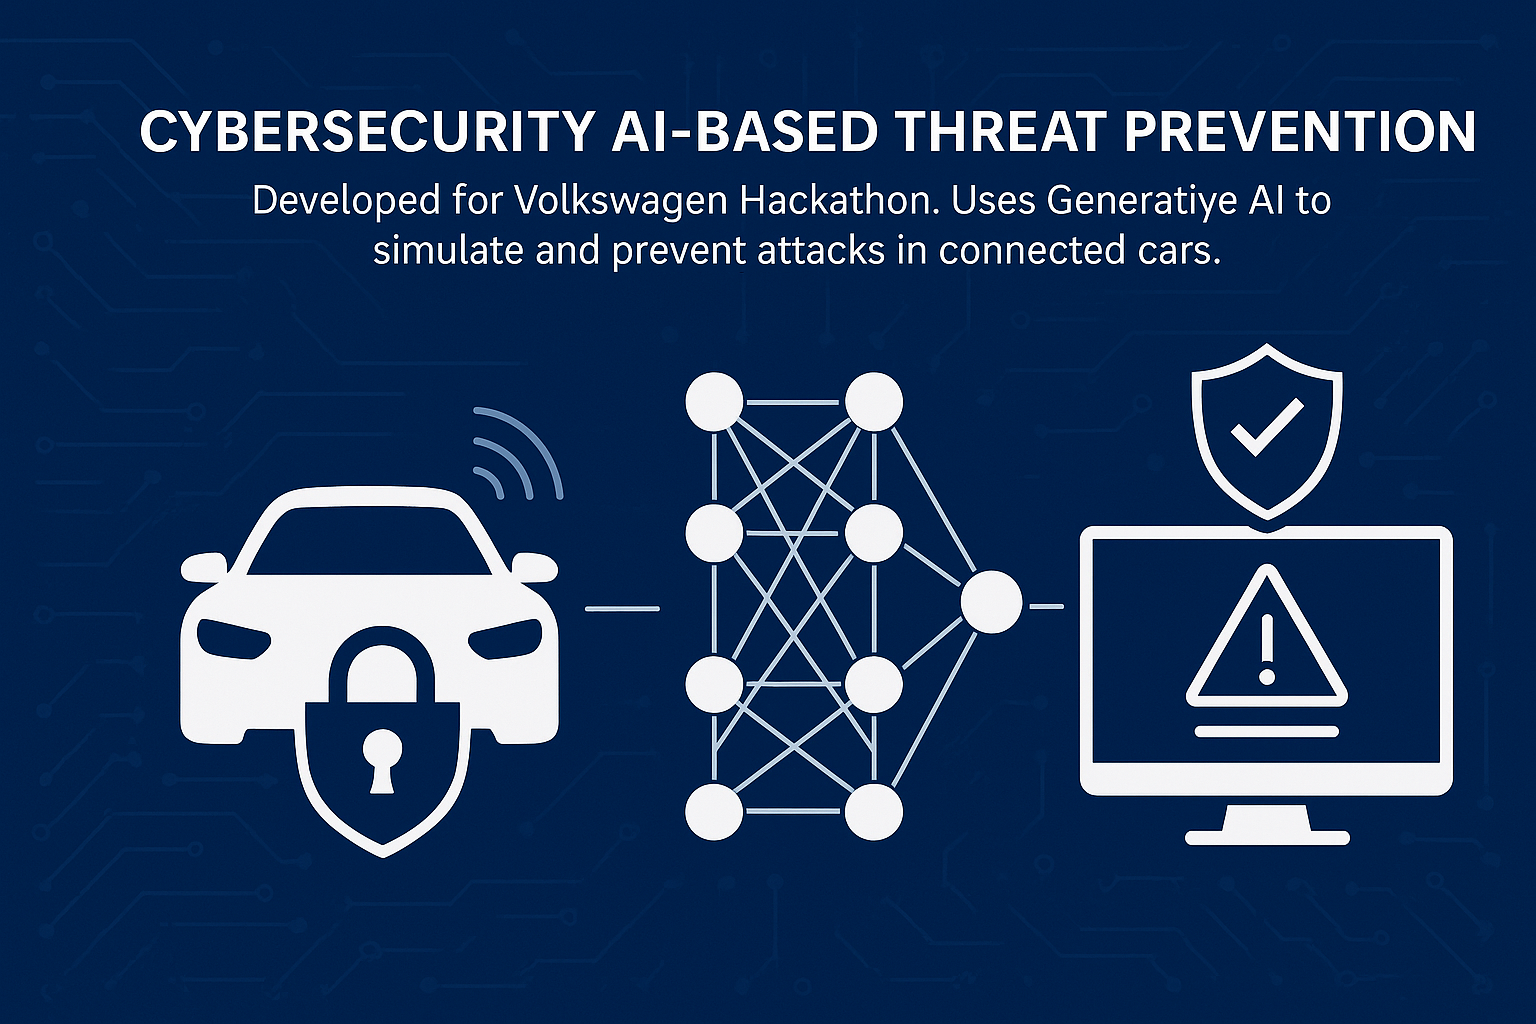 CYBERSECURITY AI-BASED THREAT PREVENTION
Developed for Volkswagen Hackathon. Uses Generatiye AI to
simulate and prevent attacks in connected cars.